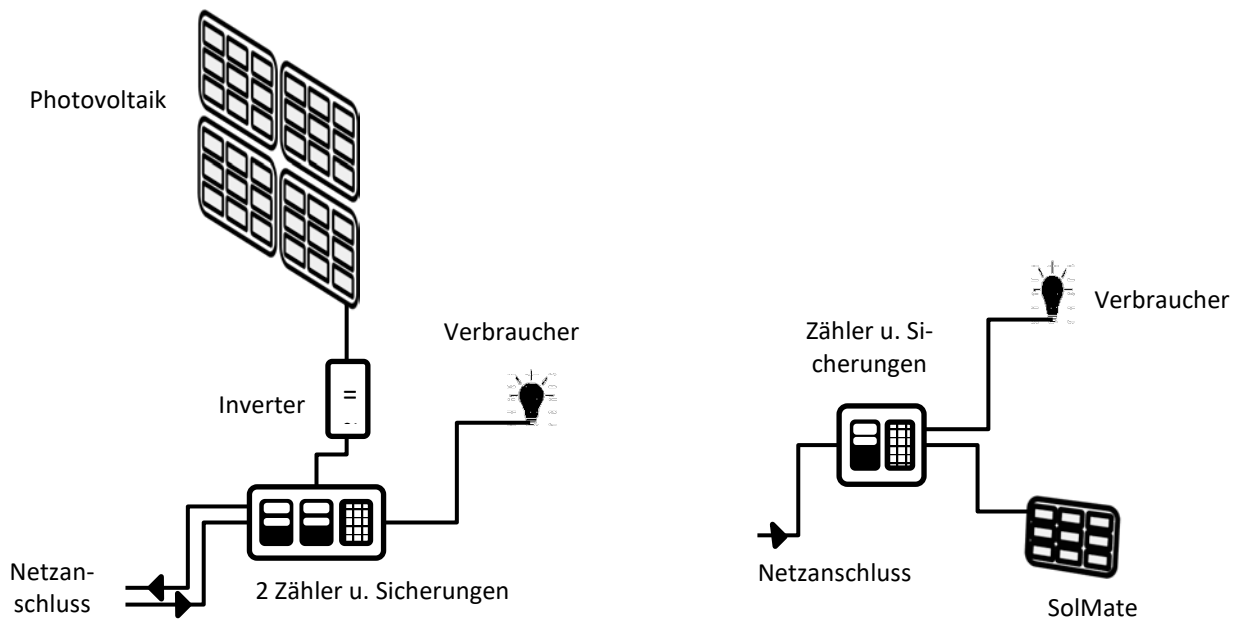 Photovoltaik
Verbraucher
Inverter
Netzan-
schluss
2 Zähler u. Sicherungen
Verbraucher
Zähler u. Si-
cherungen
Netzanschluss
SolMate